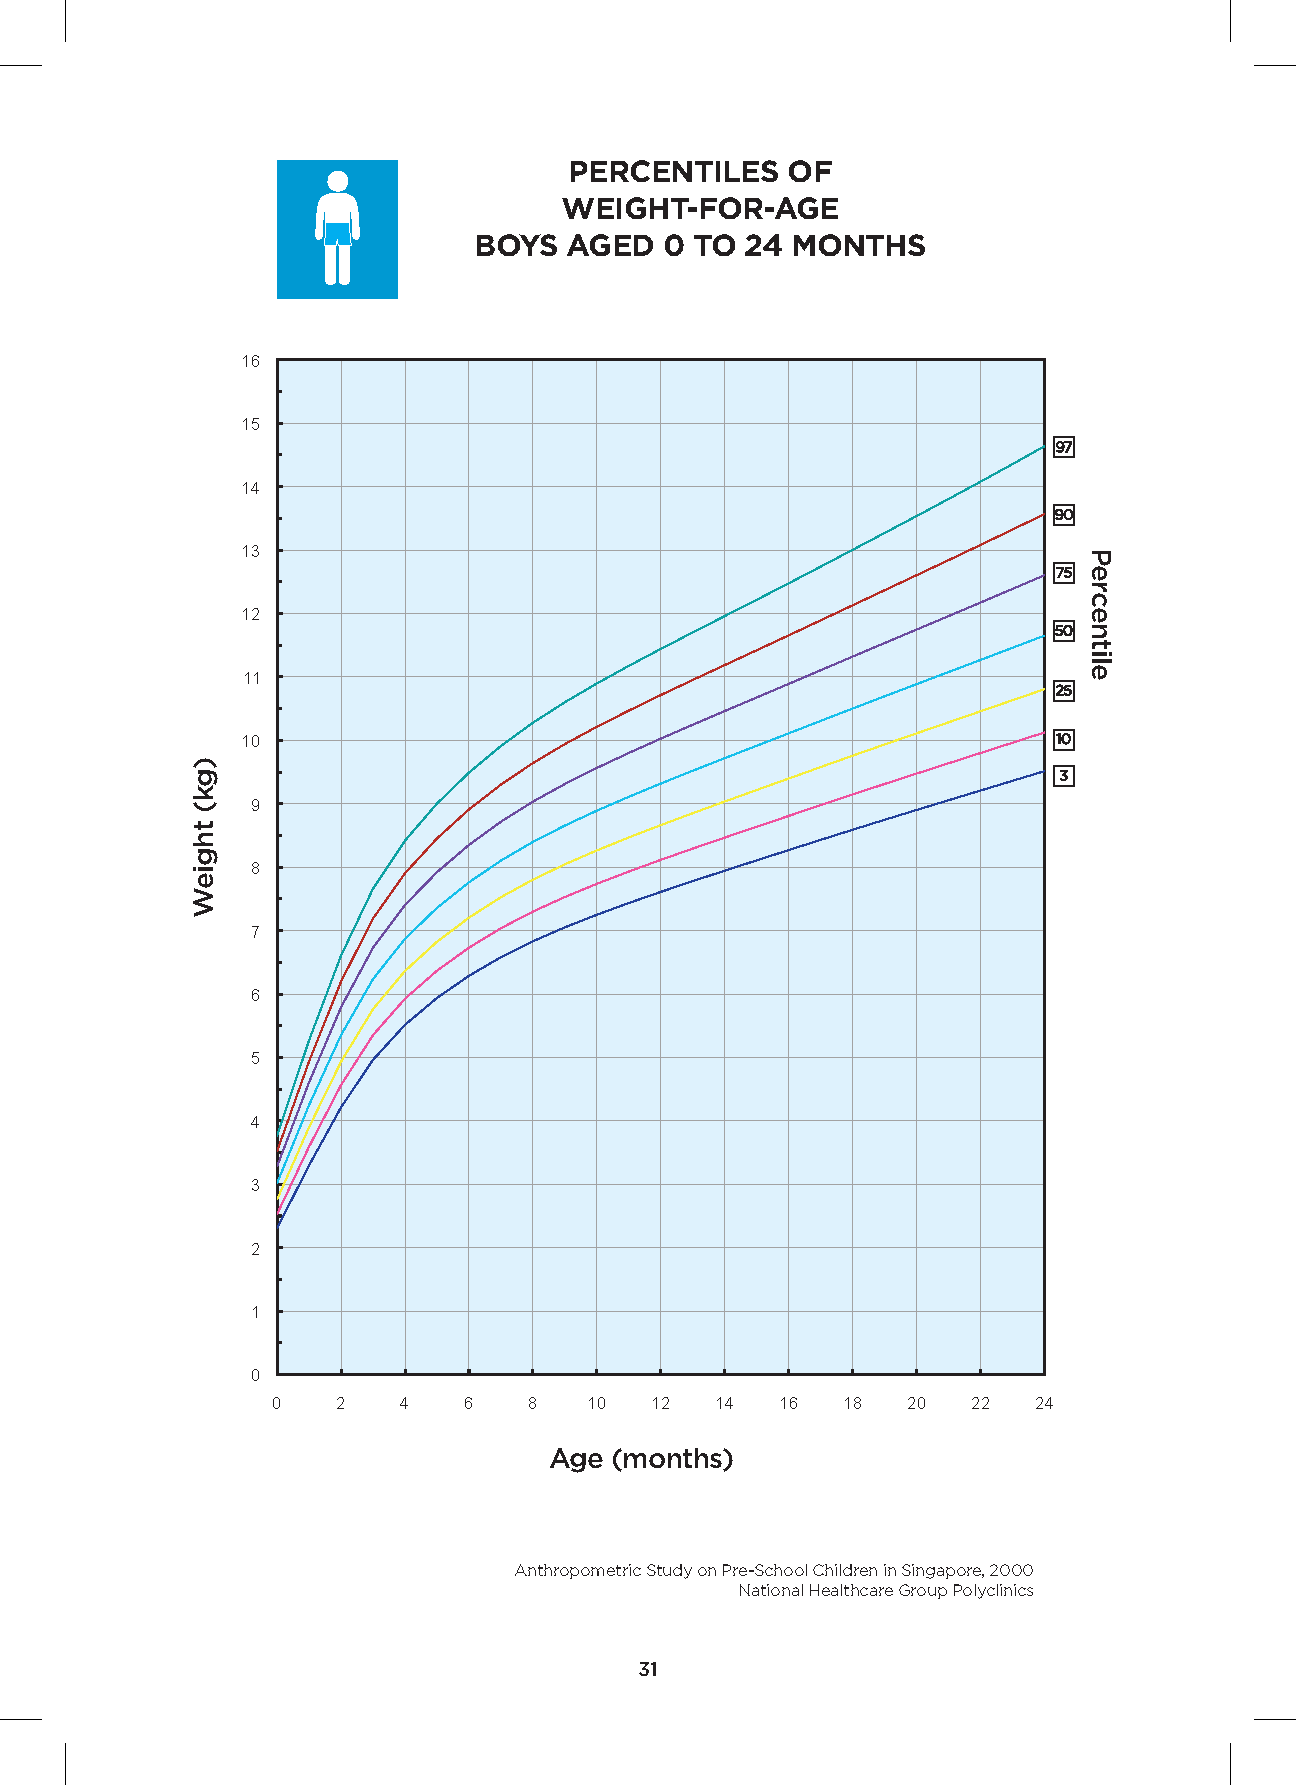 PERCENTILES OF
WEIGHT-FOR-AGE
BOYS AGED 0 TO 24 MONTHS
16
15
14
13
12
11
10
9
8
7
6
5
4
3
2
1
0
Weight (kg)
97
90
75
50
25
10
3
Percentile
0 2 4 6 8 10 12 14 16 18 20 22 24
Age (months)
Anthropometric Study on Pre-School Children in Singapore, 2000
National Healthcare Group Polyclinics
31